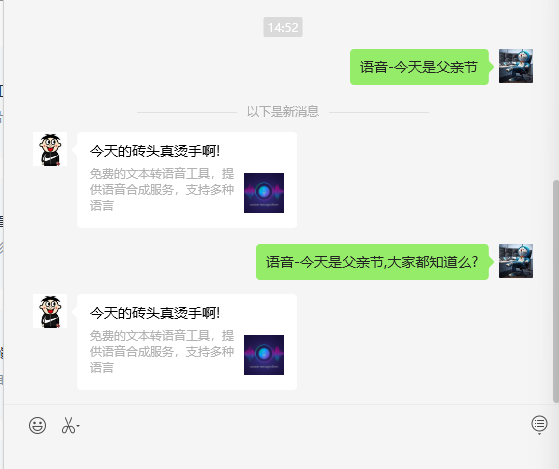 14:52
语音-今天是父亲节
以下是新消息
今天的砖头真烫手啊!
免费的文本转语音工具，提
供语音合成服务，支持多种
语言
语音-今天是父亲节,大家都知道么?
今天的砖头真烫手啊!
免费的文本转语音工具，提
供语音合成服务，支持多种
语言